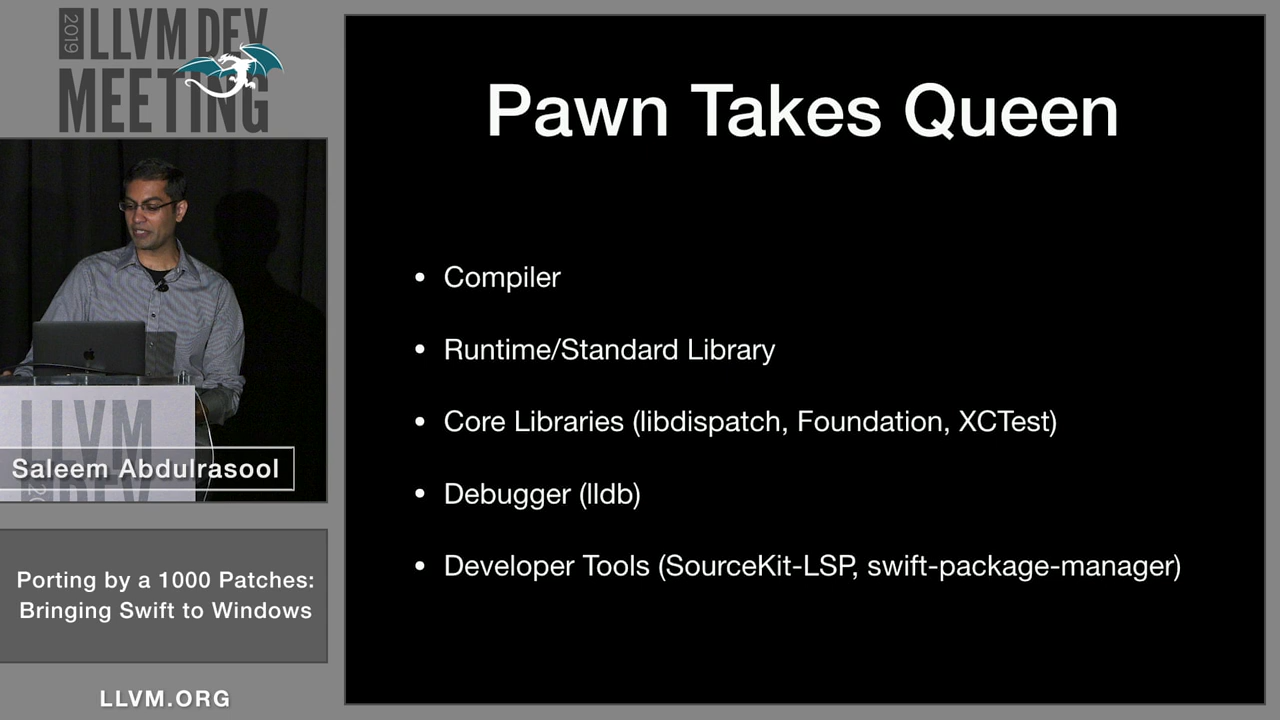 2019 LLVM DEV
MEETING
Pawn Takes Queen
• Compiler
• Runtime/Standard Library
• Core Libraries (libdispatch, Foundation, XCTest)
• Debugger (lldb)
• Developer Tools (SourceKit-LSP, swift-package-manager)
LLVM
Saleem Abdulrasool
Porting by a 1000 Patches:
Bringing Swift to Windows
LLVM.ORG